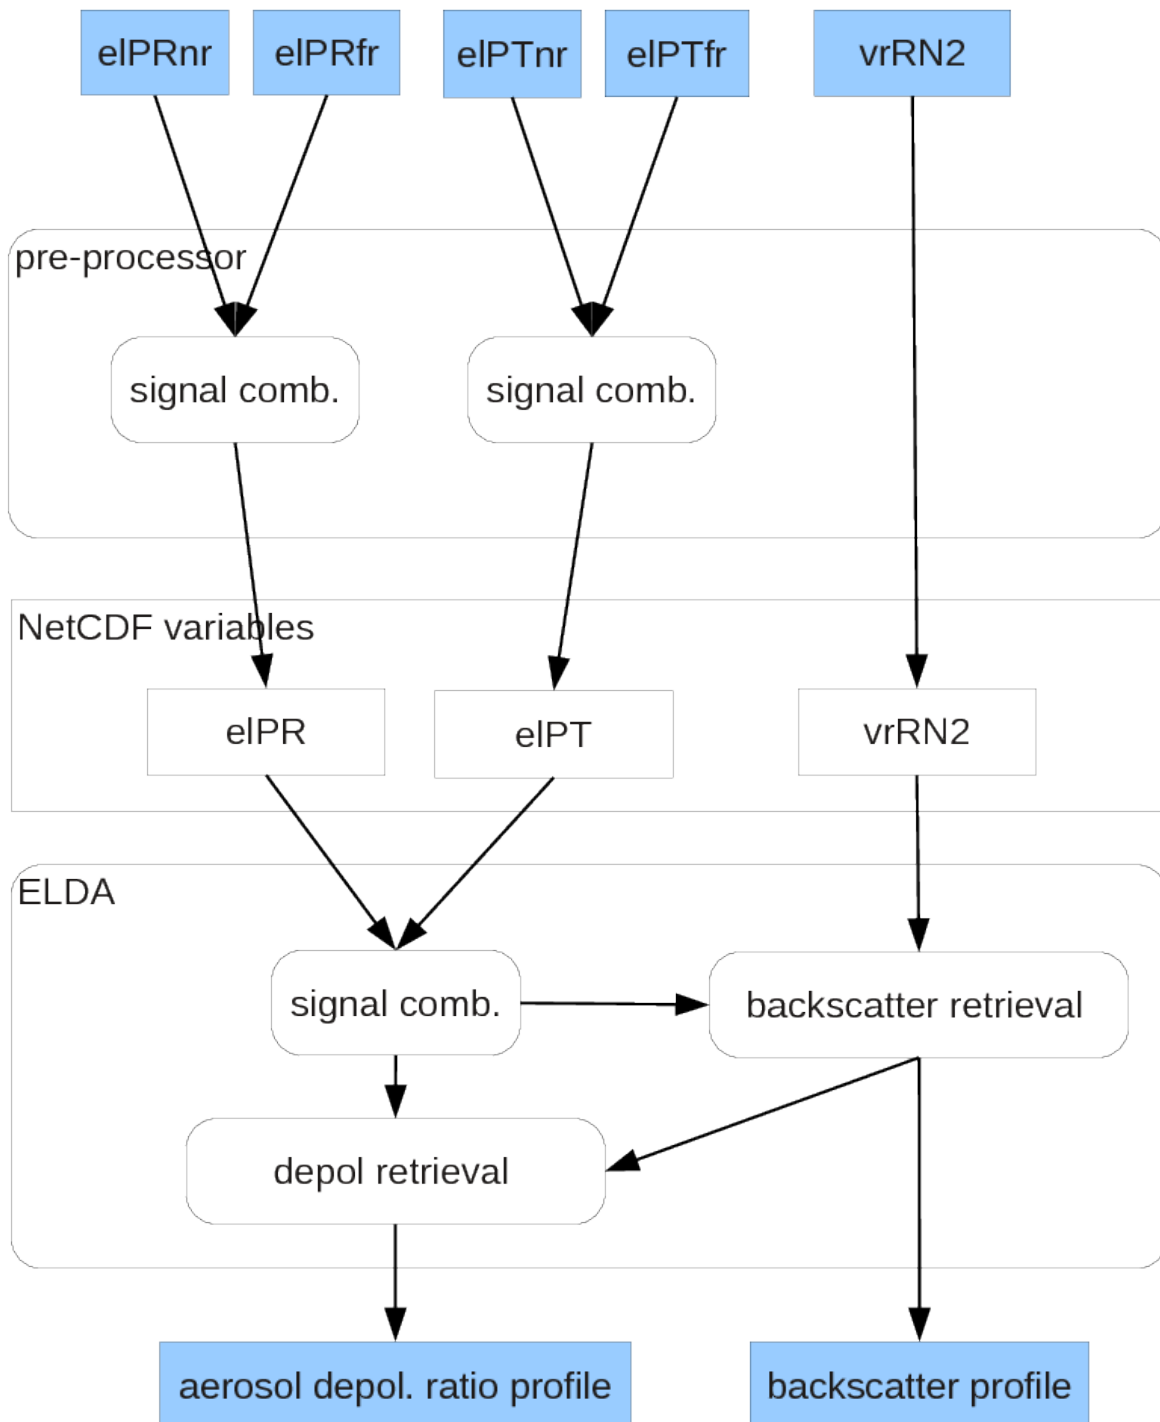 elPRnr
elPRfr
elPTnr
elPTfr
vrRN2
pre-processor
signal comb.
signal comb.
NetCDF variables
elPR
elPT
vrRN2
ELDA
signal comb.
backscatter retrieval
depol retrieval
aerosol depol. ratio profile
backscatter profile